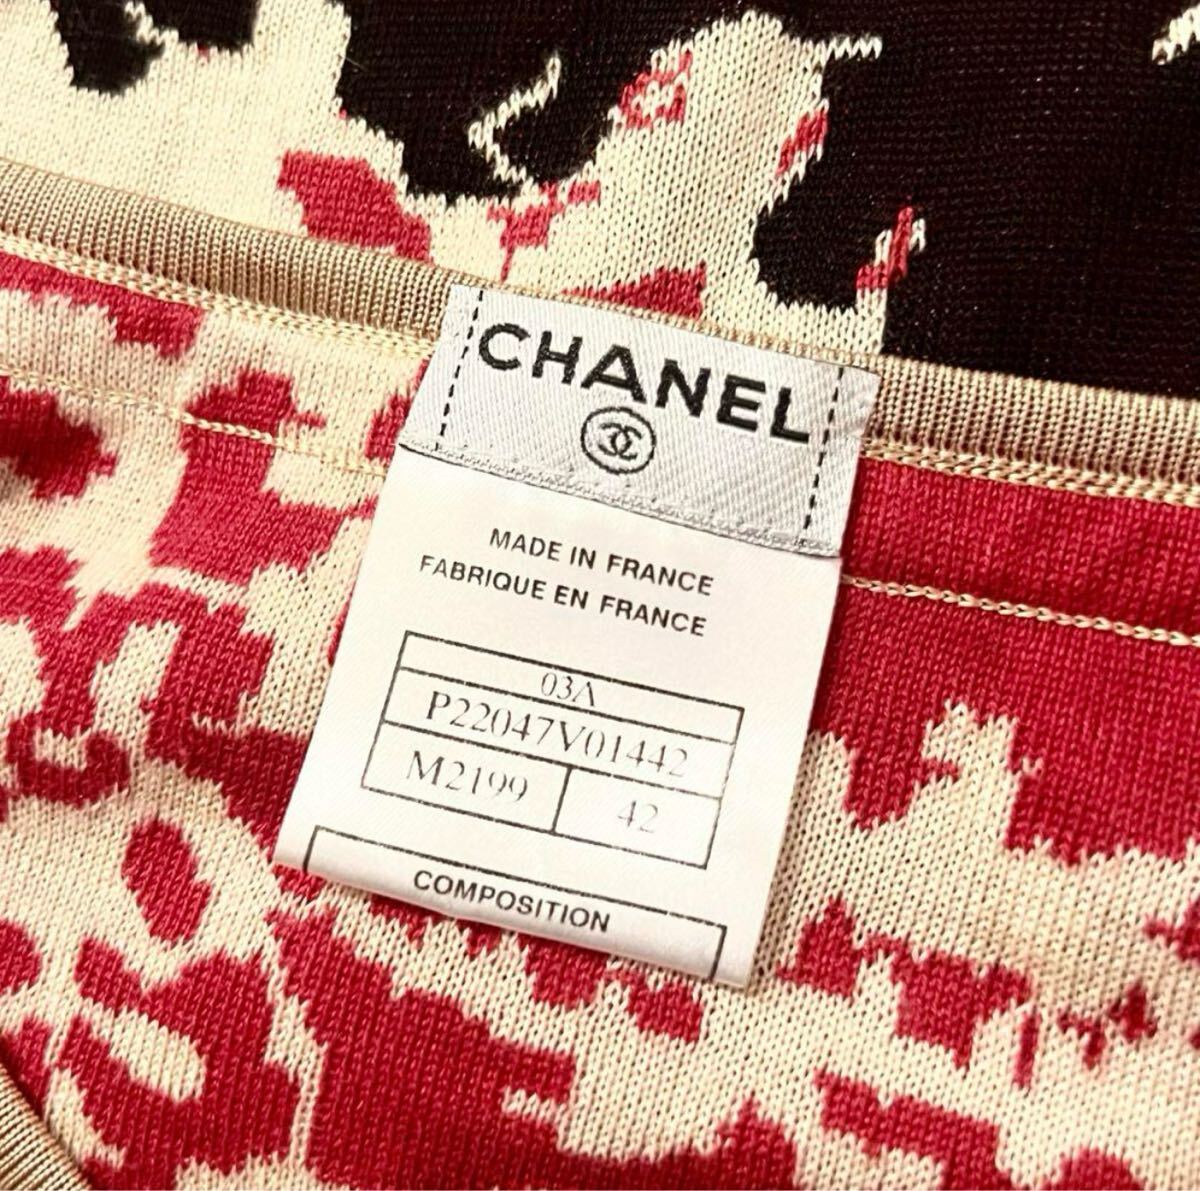 CHANEL
MADE IN FRANCE
FABRIQUE EN FRANCE
03A
P22047V01442
M2199 42
COMPOSITION